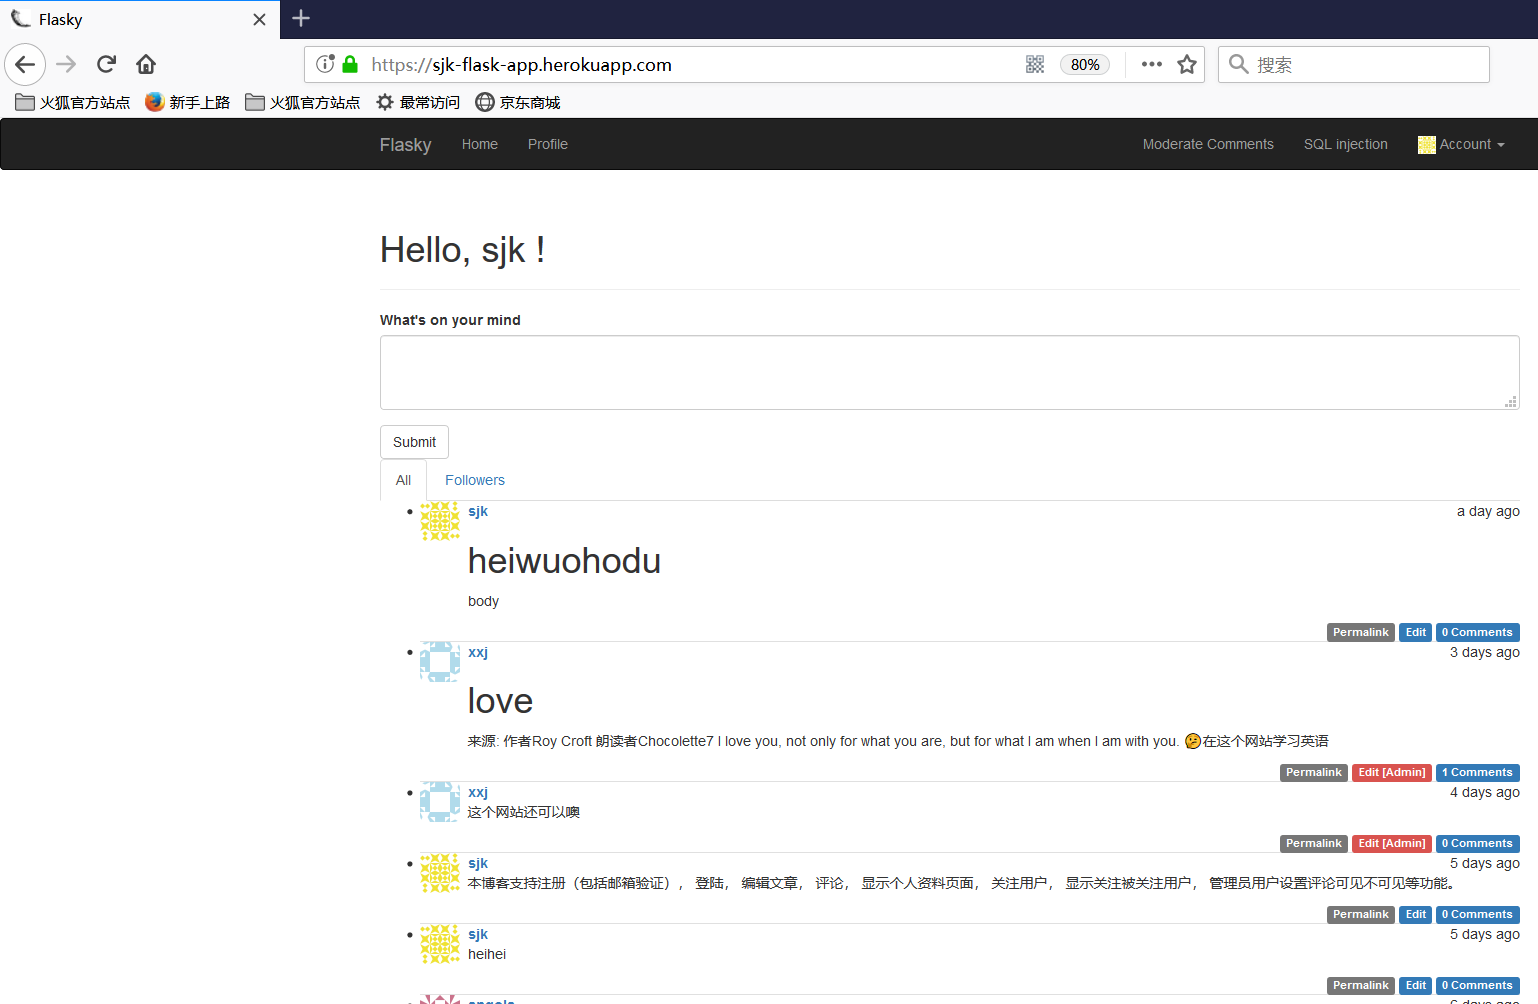 Flasky
https://sjk-flask-app.herokuapp.com 80% 搜索
火狐官方站点 新手上路 火狐官方站点 最常访问 京东商城
Flasky Home Profile Moderate Comments SQL injection Account
Hello, sjk !
What's on your mind
Submit
All Followers
sjk a day ago
heiwuohodu
body
Permalink Edit 0 Comments
xxj 3 days ago
love
来源: 作者Roy Croft 朗读者Chocolette7 I love you, not only for what you are, but for what I am when I am with you. 🤔在这个网站学习英语
Permalink Edit [Admin] 1 Comments
xxj 4 days ago
这个网站还可以噢
Permalink Edit [Admin] 0 Comments
sjk 5 days ago
本博客支持注册（包括邮箱验证）， 登陆， 编辑文章， 评论， 显示个人资料页面， 关注用户， 显示关注被关注用户， 管理员用户设置评论可见不可见等功能。
Permalink Edit 0 Comments
sjk 5 days ago
heihei
Permalink Edit 0 Comments